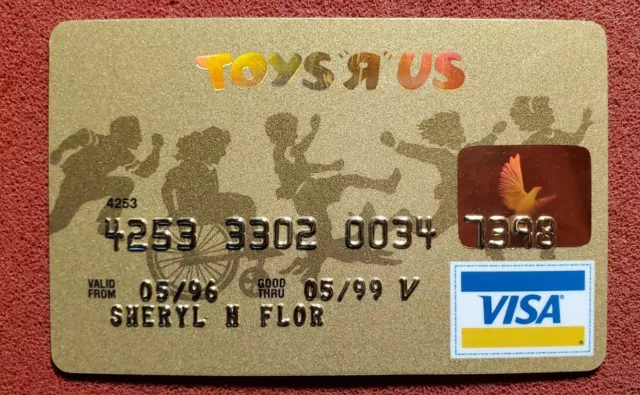 TOYS "R" US
4253
4253 3302 0034 7398
VALID FROM 05/96 GOOD THRU 05/99 V
SHERYL M FLOR
VISA